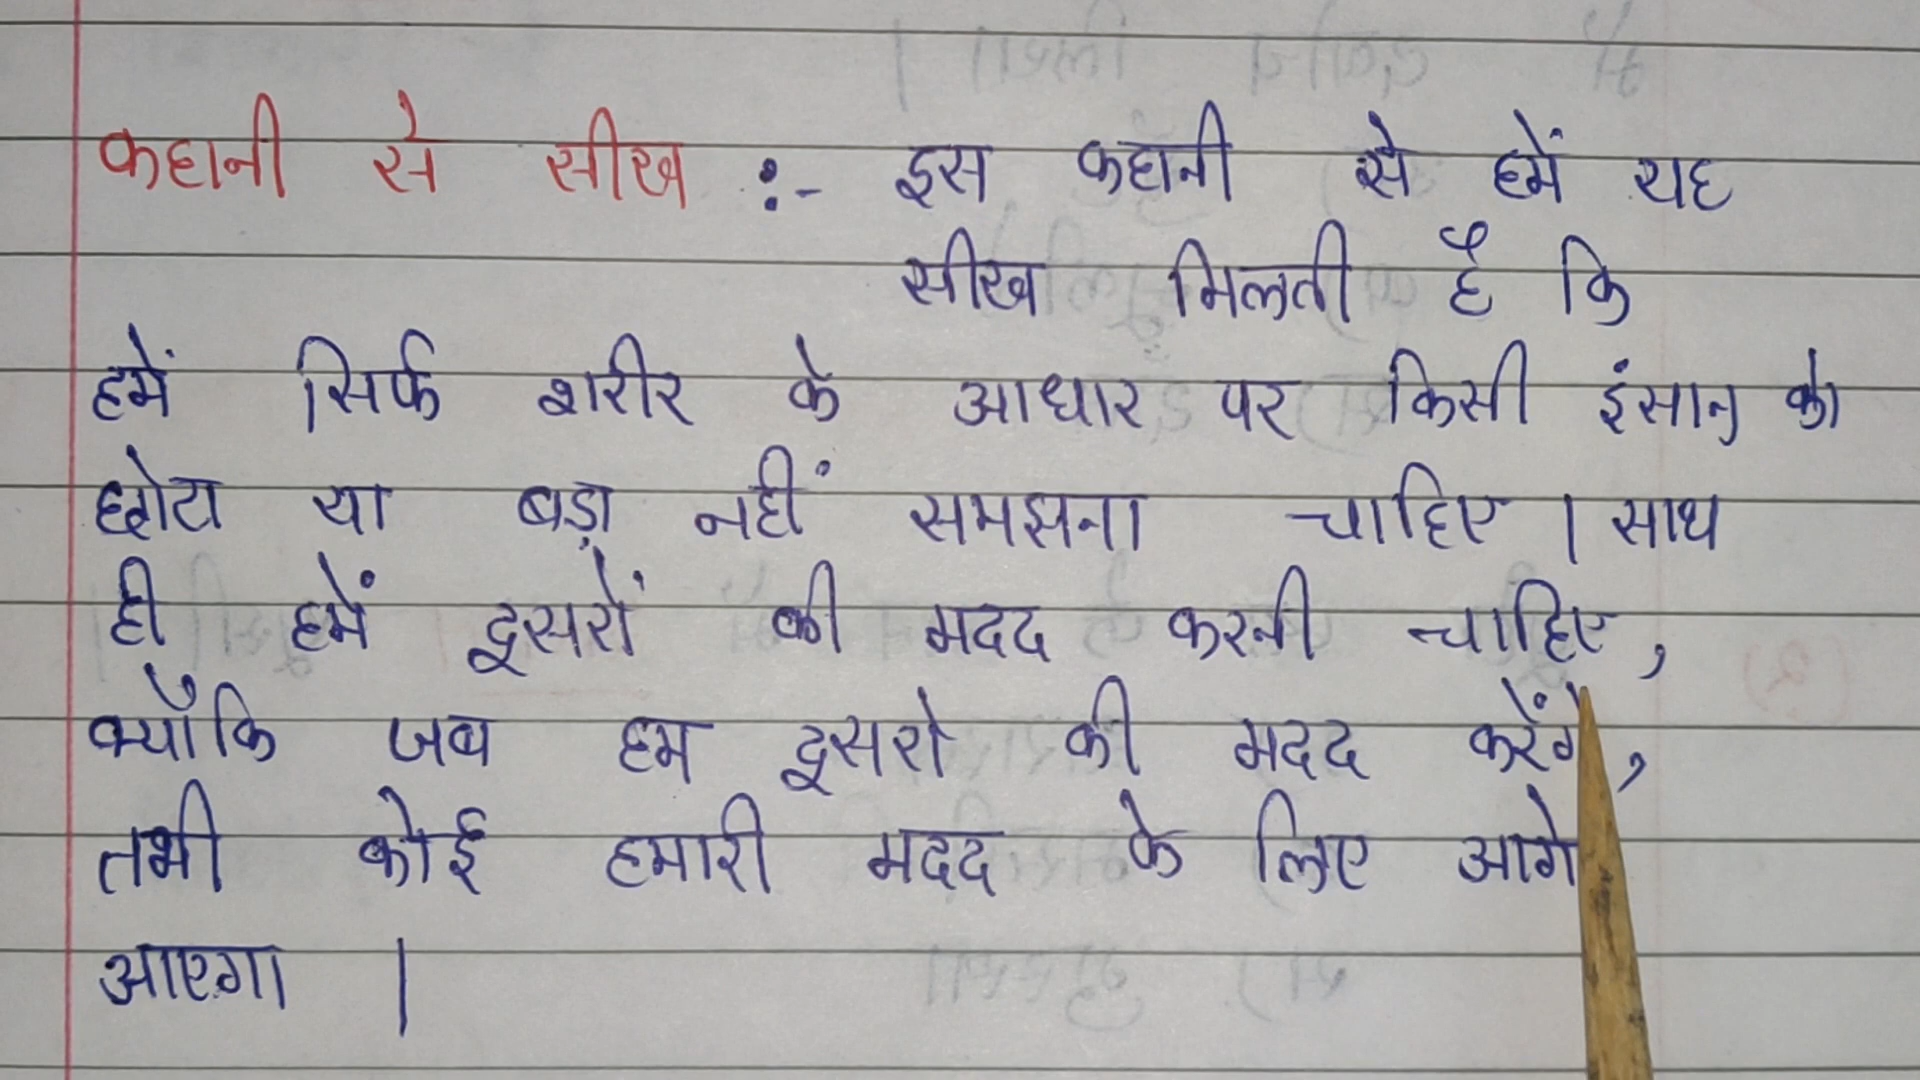 कहानी से सीख :- इस कहानी से हमें यह
सीख मिलती है कि
हमें सिर्फ शरीर के आधार पर किसी इंसान को
छोटा या बड़ा नहीं समझना चाहिए । साथ
ही हमें दूसरों की मदद करनी चाहिए,
क्योंकि जब हम दूसरो की मदद करेंगे,
तभी कोई हमारी मदद के लिए आगे
आएगा ।